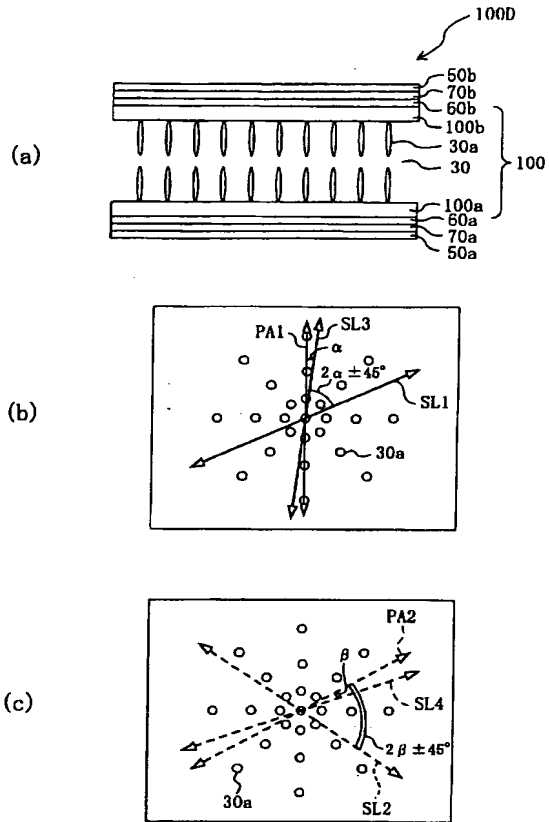 100D
50b
70b
60b
100b
30a
30
100
100a
60a
70a
50a
(a)
PA1
SL3
α
2α±45°
SL1
30a
(b)
PA2
β
SL4
2β±45°
SL2
30a
(c)